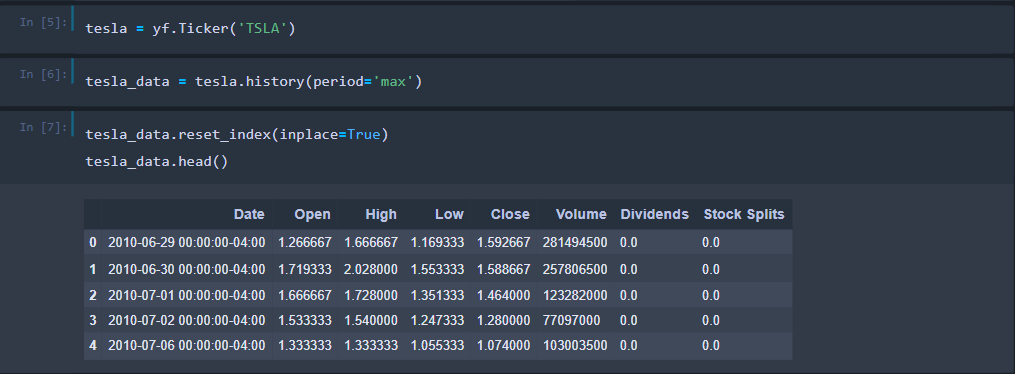 In [5]: tesla = yf.Ticker('TSLA')
In [6]: tesla_data = tesla.history(period='max')
In [7]: tesla_data.reset_index(inplace=True)
tesla_data.head()
Date Open High Low Close Volume Dividends Stock Splits
0 2010-06-29 00:00:00-04:00 1.266667 1.666667 1.169333 1.592667 281494500 0.0 0.0
1 2010-06-30 00:00:00-04:00 1.719333 2.028000 1.553333 1.588667 257806500 0.0 0.0
2 2010-07-01 00:00:00-04:00 1.666667 1.728000 1.351333 1.464000 123282000 0.0 0.0
3 2010-07-02 00:00:00-04:00 1.533333 1.540000 1.247333 1.280000 77097000 0.0 0.0
4 2010-07-06 00:00:00-04:00 1.333333 1.333333 1.055333 1.074000 103003500 0.0 0.0